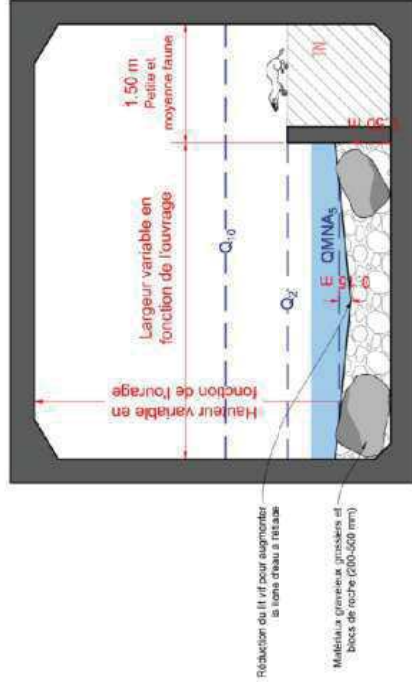 1.50 m
Petite et
moyenne faune
Largeur variable en
fonction de l'ouvrage
Hauteur variable en
fonction de l'ourage
Q10
Q2
QMNA5
Réduction du lit vif pour augmenter
la ligne d'eau à l'étiage
Matériaux graveleux grossiers et
blocs de roche (200-500 mm)